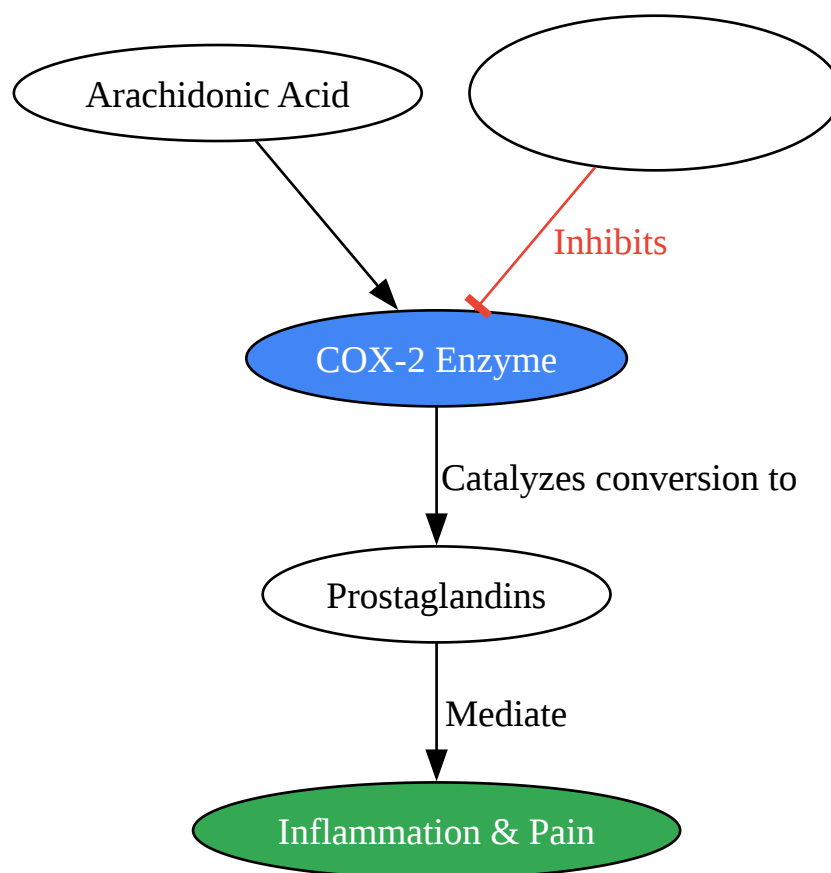 Arachidonic Acid
Inhibits
COX-2 Enzyme
Catalyzes conversion to
Prostaglandins
Mediate
Inflammation & Pain